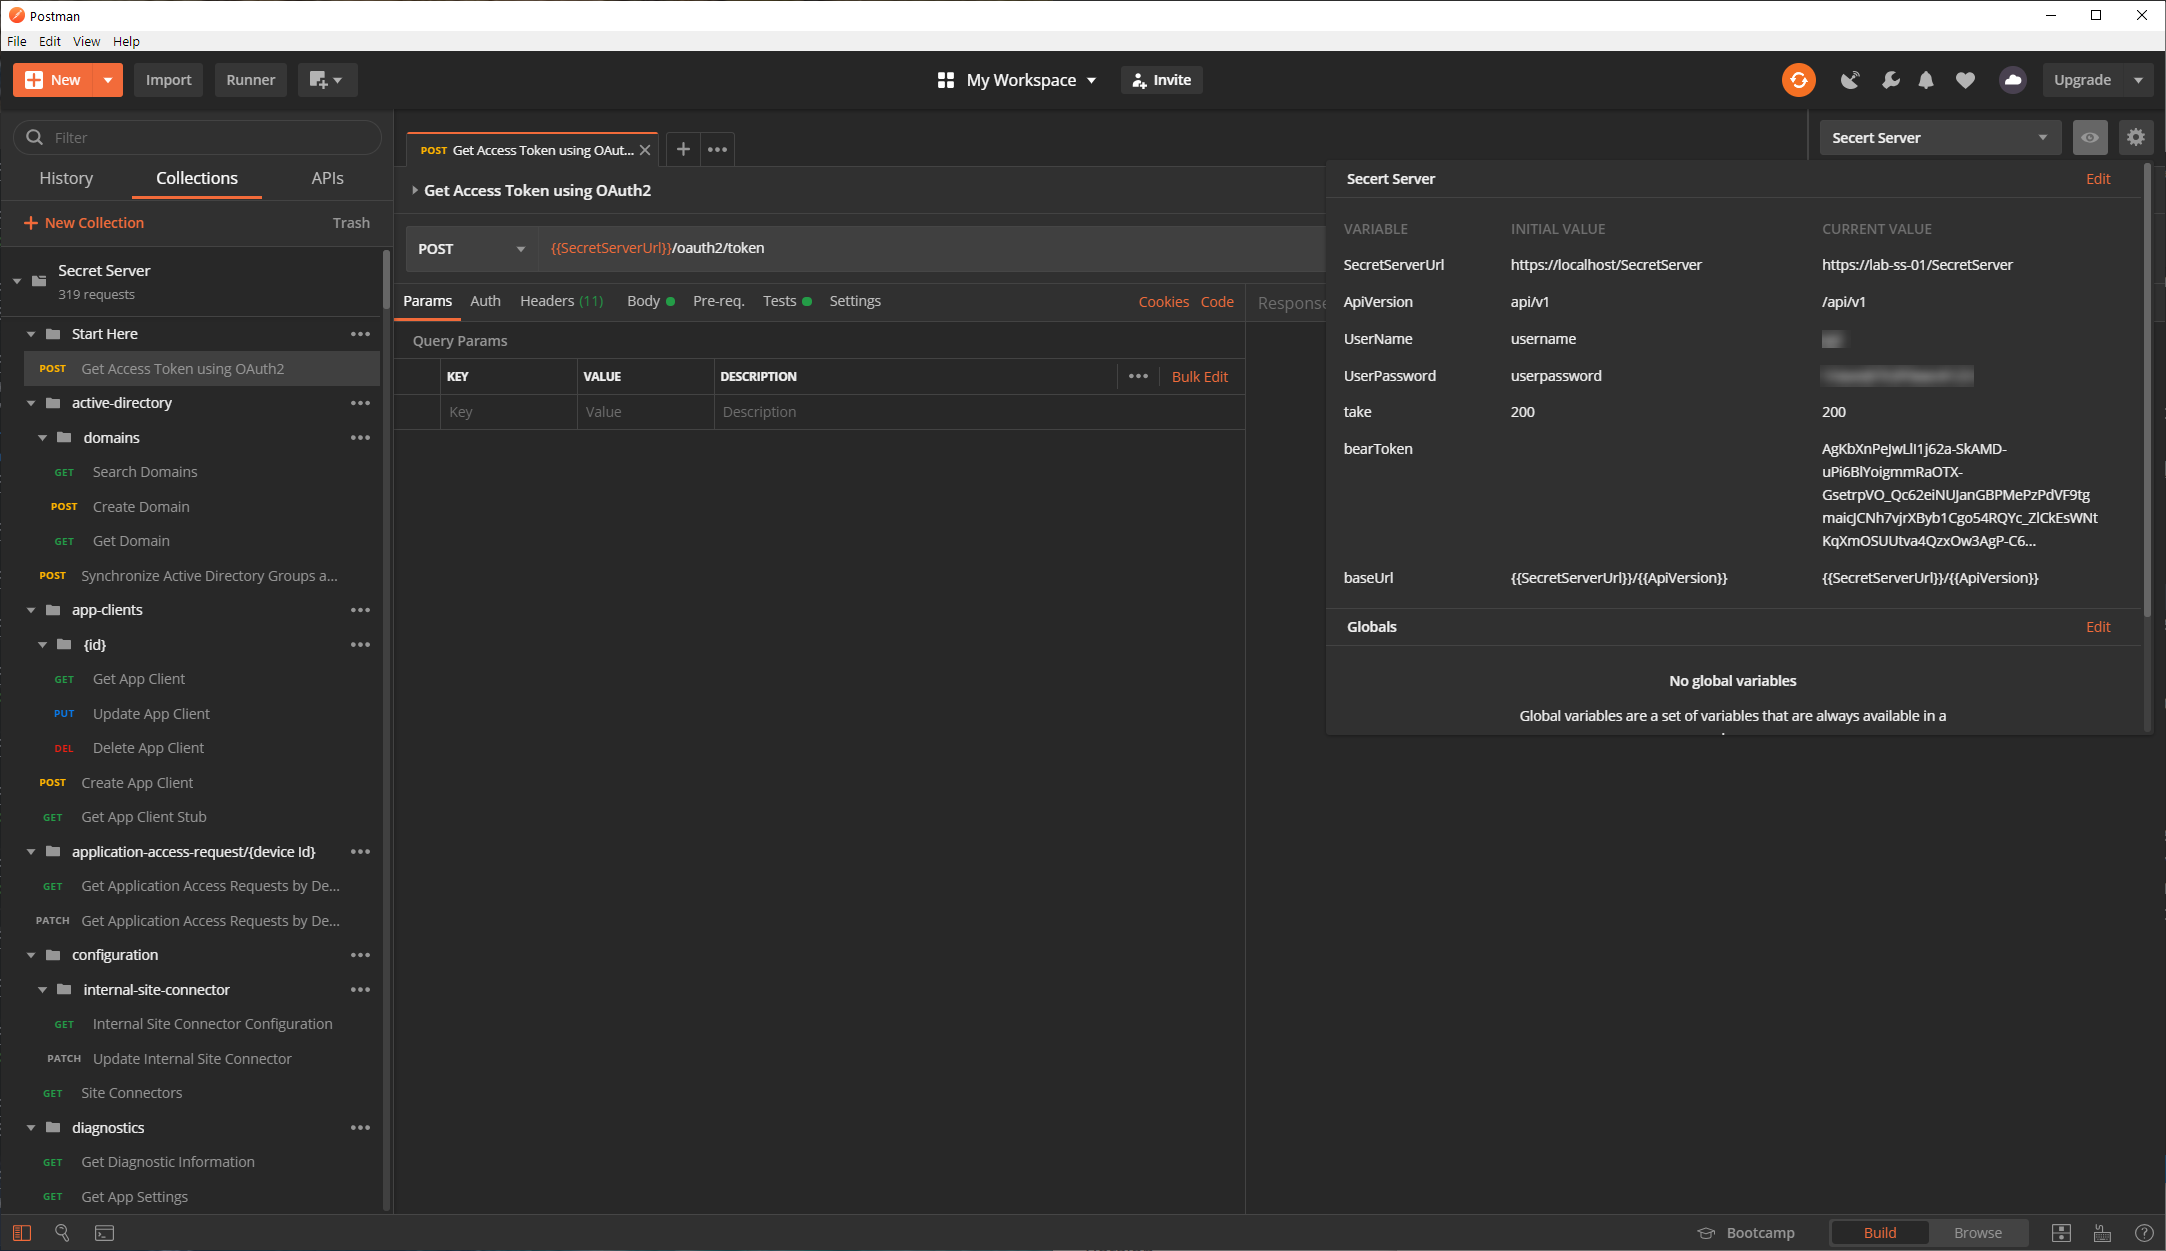 Postman
File Edit View Help
New Import Runner My Workspace Invite Upgrade
Filter
History Collections APIs
New Collection Trash
Secret Server
319 requests
Start Here
POST Get Access Token using OAuth2
active-directory
domains
GET Search Domains
POST Create Domain
GET Get Domain
POST Synchronize Active Directory Groups a...
app-clients
{id}
GET Get App Client
PUT Update App Client
DEL Delete App Client
POST Create App Client
GET Get App Client Stub
application-access-request/{device Id}
GET Get Application Access Requests by De...
PATCH Get Application Access Requests by De...
configuration
internal-site-connector
GET Internal Site Connector Configuration
PATCH Update Internal Site Connector
GET Site Connectors
diagnostics
GET Get Diagnostic Information
GET Get App Settings
POST Get Access Token using OAut...
Get Access Token using OAuth2
POST {{SecretServerUrl}}/oauth2/token
Params Auth Headers (11) Body Pre-req. Tests Settings Cookies Code
Response
Query Params
KEY VALUE DESCRIPTION Bulk Edit
Key Value Description
Secert Server
Secert Server Edit
VARIABLE INITIAL VALUE CURRENT VALUE
SecretServerUrl https://localhost/SecretServer https://lab-ss-01/SecretServer
ApiVersion api/v1 /api/v1
UserName username
UserPassword userpassword
take 200 200
bearToken AgKbXnPeJwLlI1j62a-SkAMD-
uPi6BlYoigmmRaOTX-
GsetrpVO_Qc62eiNUJanGBPMePzPdVF9tg
maicJCNh7vjrXByb1Cgo54RQYc_ZlCkEsWNt
KqXmOSUUtva4QzxOw3AgP-C6...
baseUrl {{SecretServerUrl}}/{{ApiVersion}} {{SecretServerUrl}}/{{ApiVersion}}
Globals Edit
No global variables
Global variables are a set of variables that are always available in a
Bootcamp Build Browse